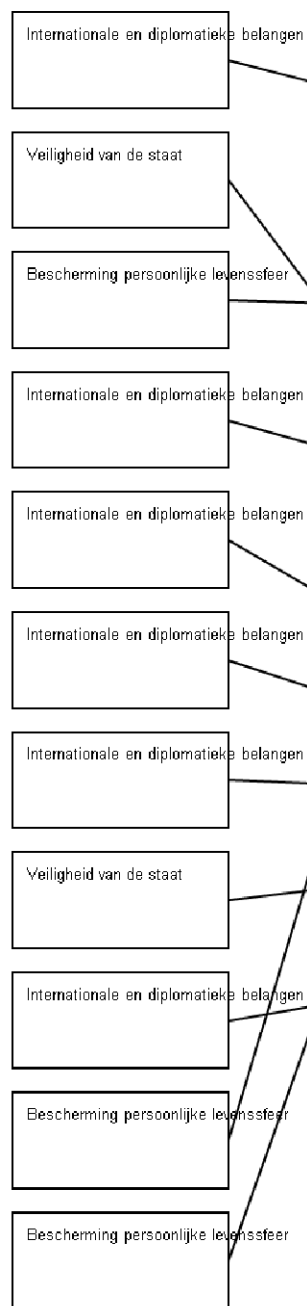 Internationale en diplomatieke belangen
Veiligheid van de staat
Bescherming persoonlijke levenssfeer
Internationale en diplomatieke belangen
Internationale en diplomatieke belangen
Internationale en diplomatieke belangen
Internationale en diplomatieke belangen
Veiligheid van de staat
Internationale en diplomatieke belangen
Bescherming persoonlijke levenssfeer
Bescherming persoonlijke levenssfeer